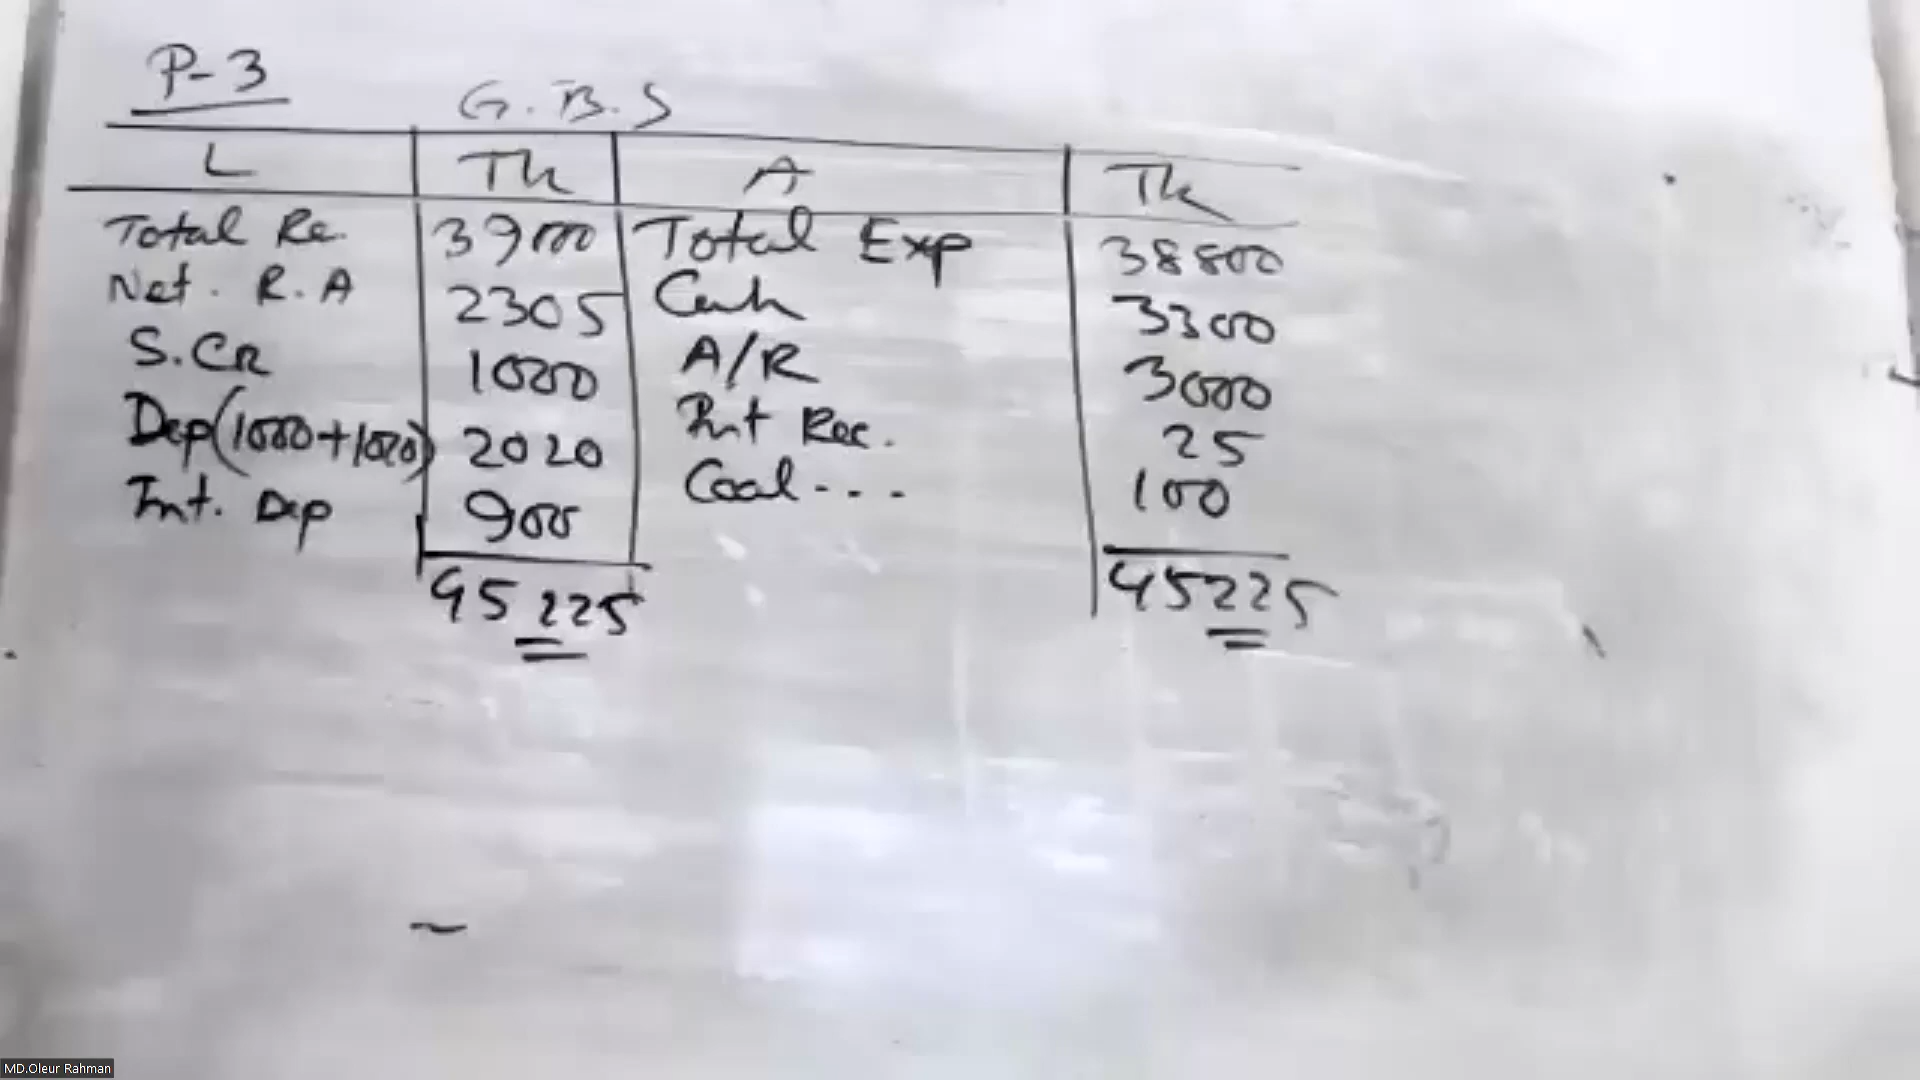 P-3
G.B.S
L Tk A Tk
Total Re. 39000 Total Exp 38800
Net. R.A 2305 Cash 3300
S.CR 1000 A/R 3000
Dep(1000+1020) 2020 Int Rec. 25
Int. Dep 900 Coal... 100
45225 45225
MD.Oleur Rahman